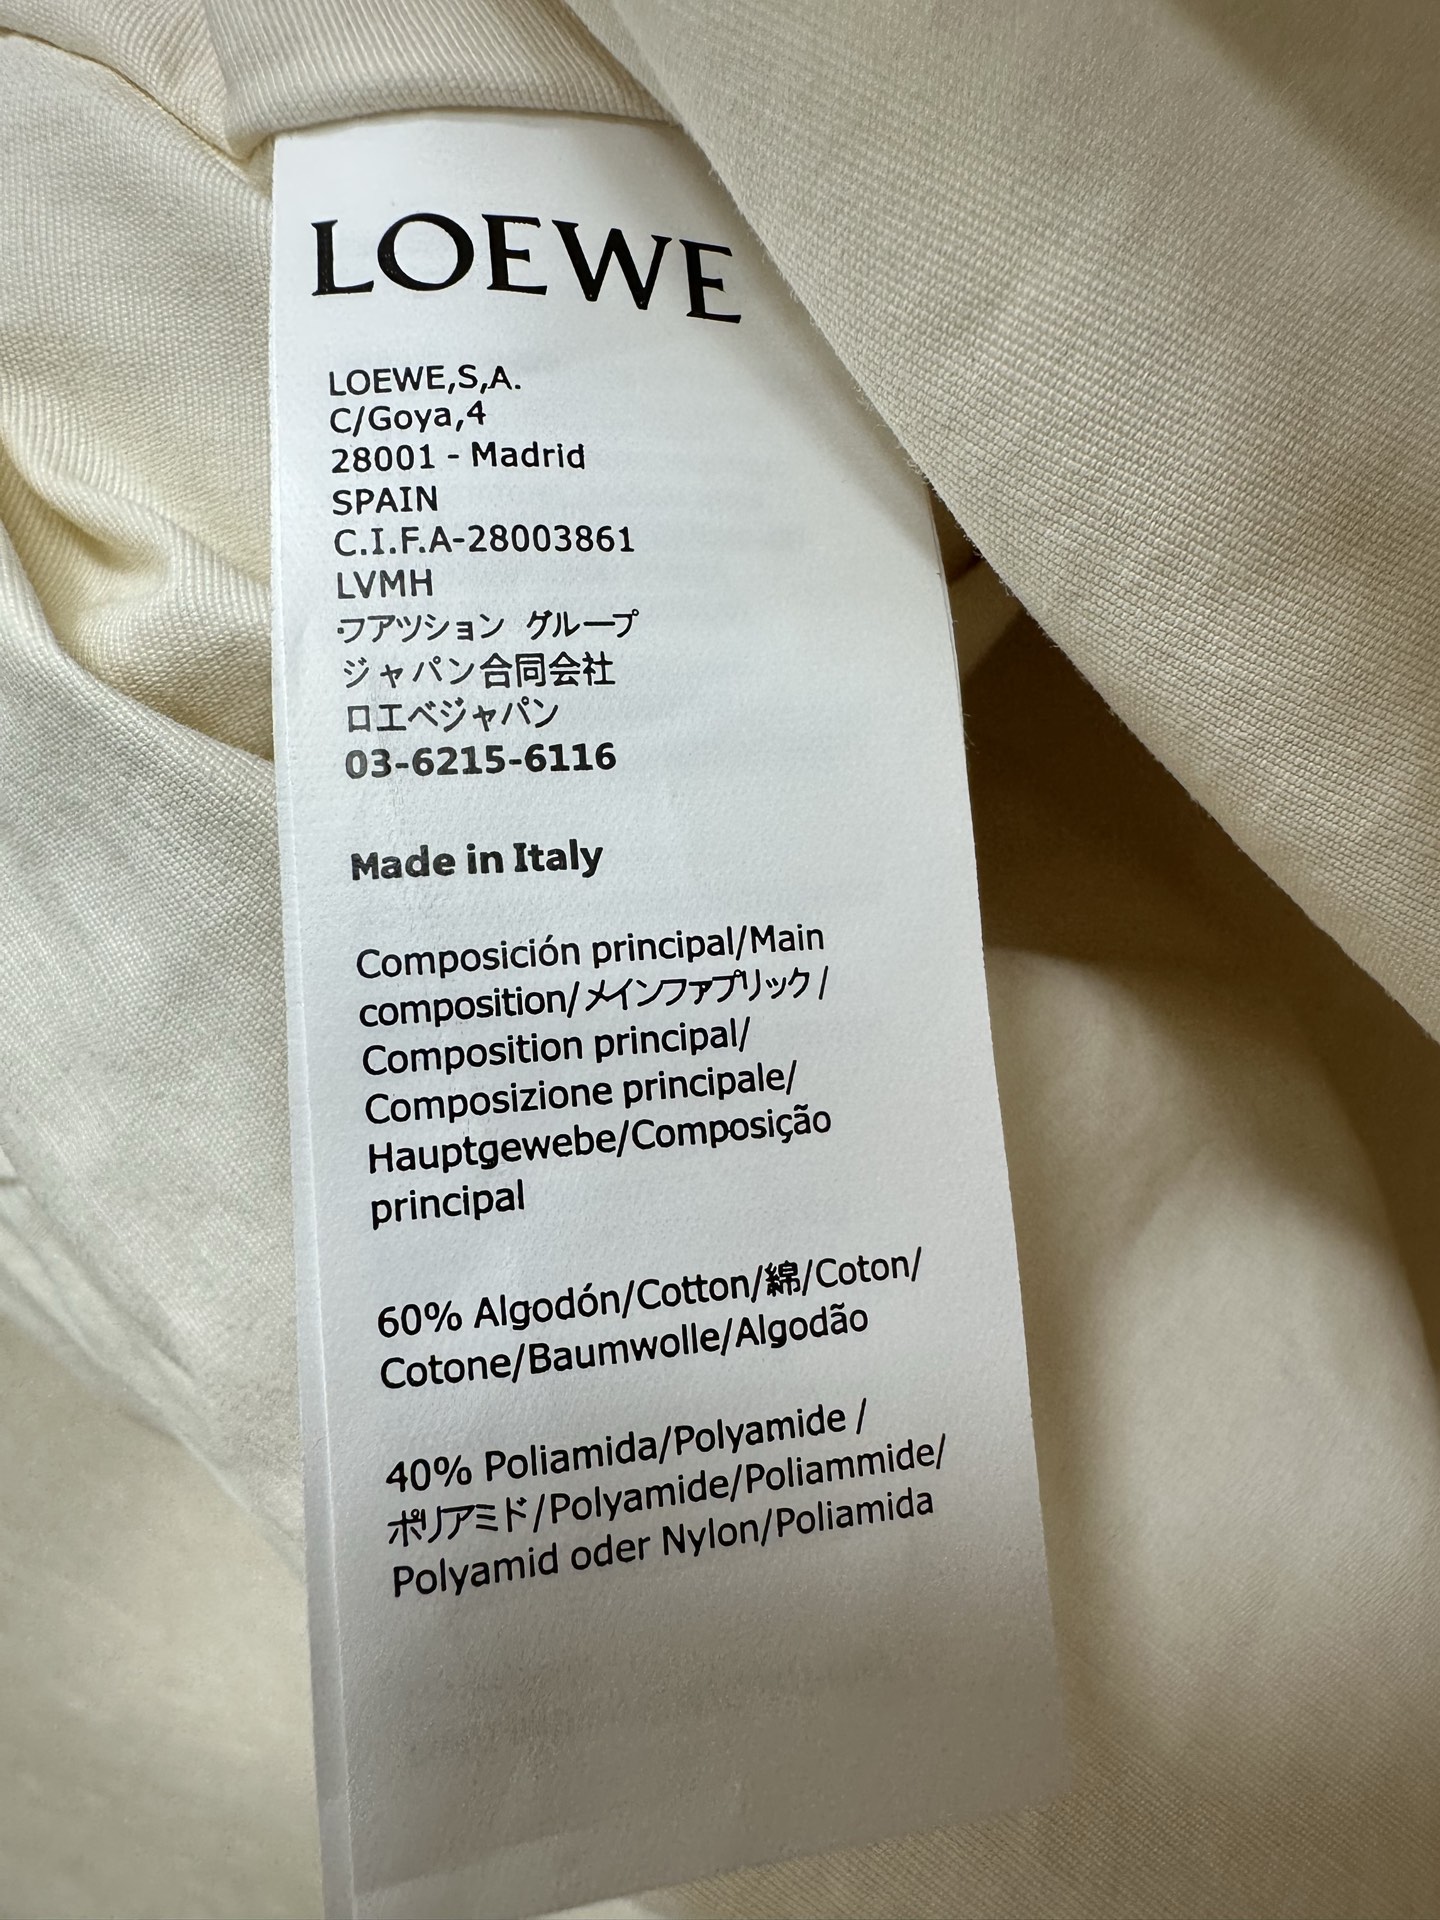 LOEWE
LOEWE,S,A.
C/Goya,4
28001 - Madrid
SPAIN
C.I.F.A-28003861
LVMH
フアツション グループ
ジャパン合同会社
ロエベジャパン
03-6215-6116
Made in Italy
Composición principal/Main
composition/メインファブリック/
Composition principal/
Composizione principale/
Hauptgewebe/Composição
principal
60% Algodón/Cotton/綿/Coton/
Cotone/Baumwolle/Algodão
40% Poliamida/Polyamide /
ポリアミド/Polyamide/Poliammide/
Polyamid oder Nylon/Poliamida